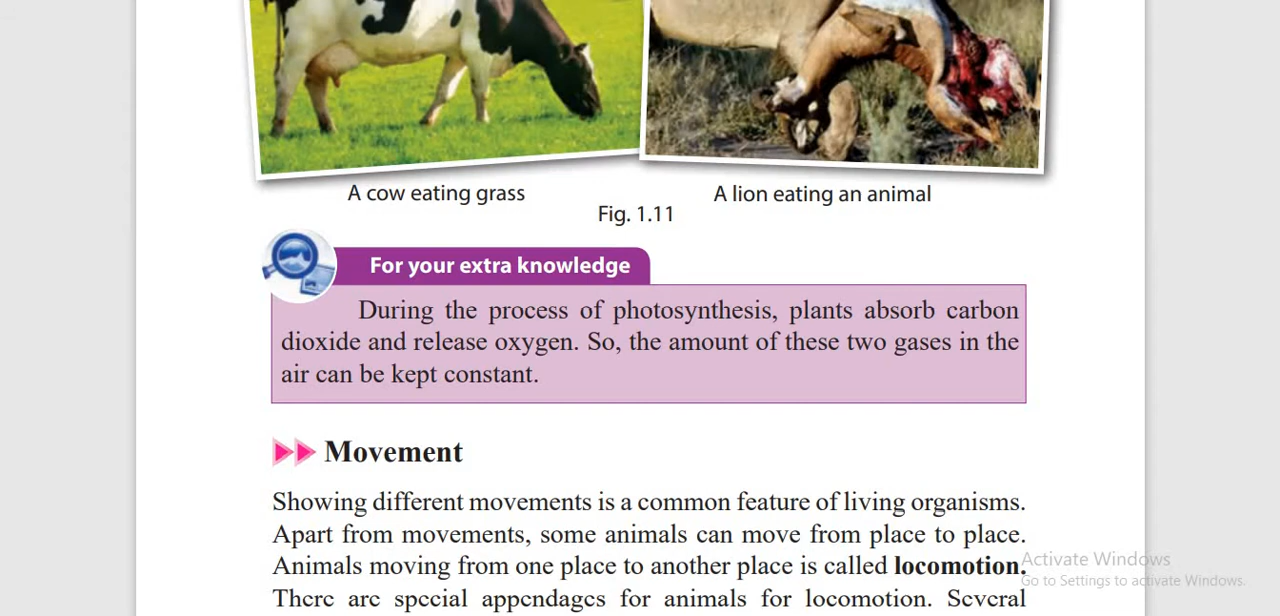 A cow eating grass
A lion eating an animal
Fig. 1.11
For your extra knowledge
During the process of photosynthesis, plants absorb carbon
dioxide and release oxygen. So, the amount of these two gases in the
air can be kept constant.
Movement
Showing different movements is a common feature of living organisms.
Apart from movements, some animals can move from place to place.
Animals moving from one place to another place is called locomotion.
There are special appendages for animals for locomotion. Several
Activate Windows
Go to Settings to activate Windows.